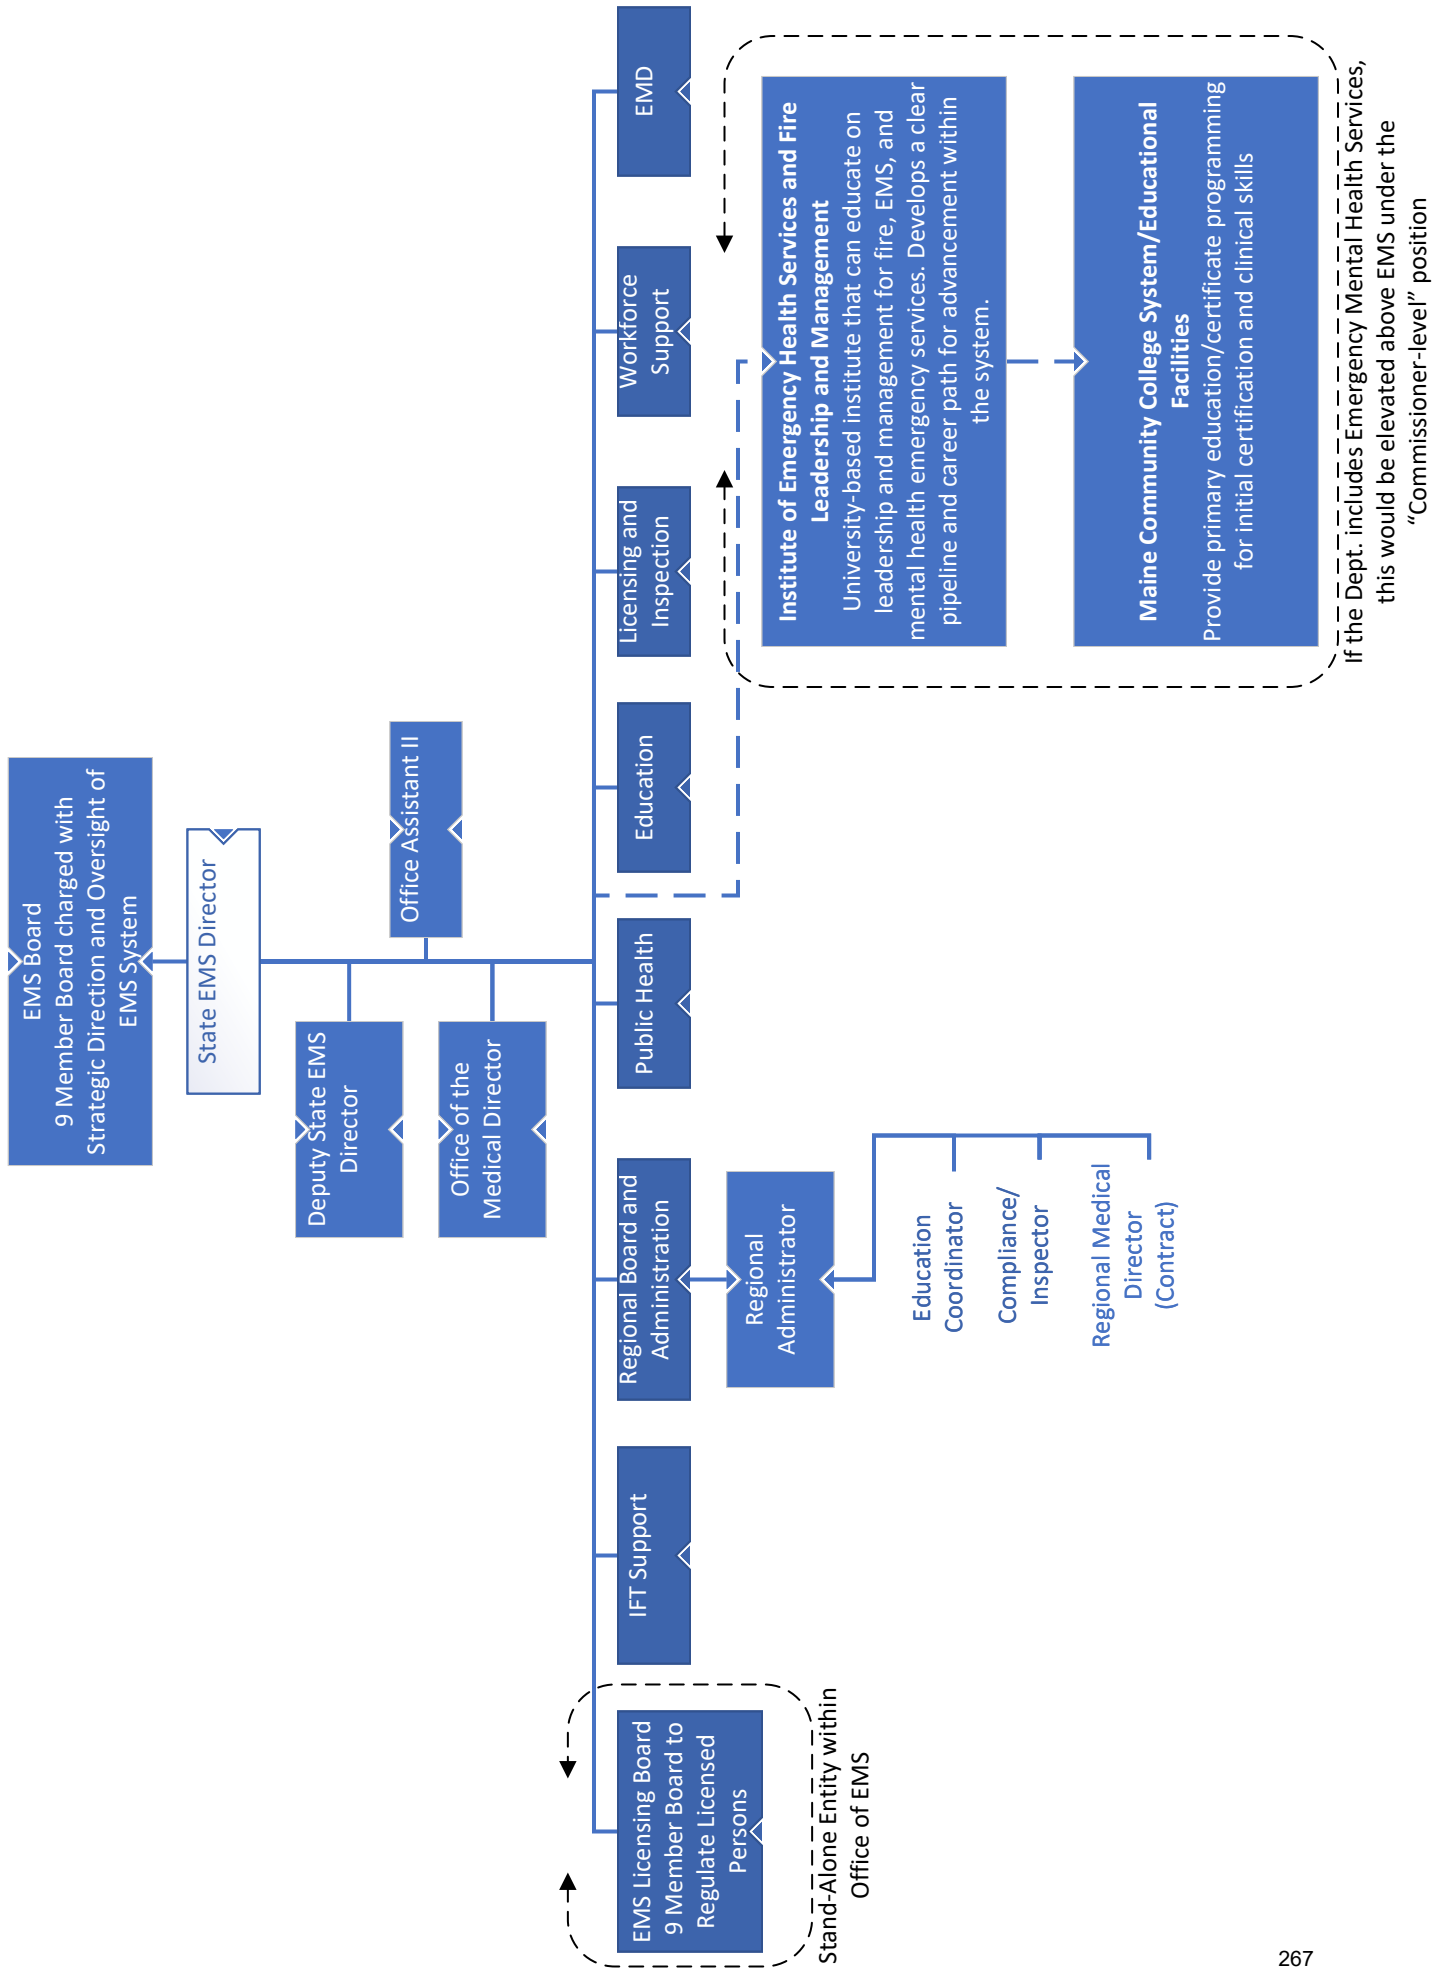 EMS Board
9 Member Board charged with
Strategic Direction and Oversight of
EMS System
State EMS Director
Deputy State EMS
Director
Office Assistant II
Office of the
Medical Director
EMS Licensing Board
9 Member Board to
Regulate Licensed
Persons
IFT Support
Regional Board and
Administration
Public Health
Education
Licensing and
Inspection
Workforce
Support
EMD
Stand-Alone Entity within
Office of EMS
Regional
Administrator
Education
Coordinator
Compliance/
Inspector
Regional Medical
Director
(Contract)
Institute of Emergency Health Services and Fire
Leadership and Management
University-based institute that can educate on
leadership and management for fire, EMS, and
mental health emergency services. Develops a clear
pipeline and career path for advancement within
the system.
Maine Community College System/Educational
Facilities
Provide primary education/certificate programming
for initial certification and clinical skills
If the Dept. includes Emergency Mental Health Services,
this would be elevated above EMS under the
“Commissioner-level” position
267